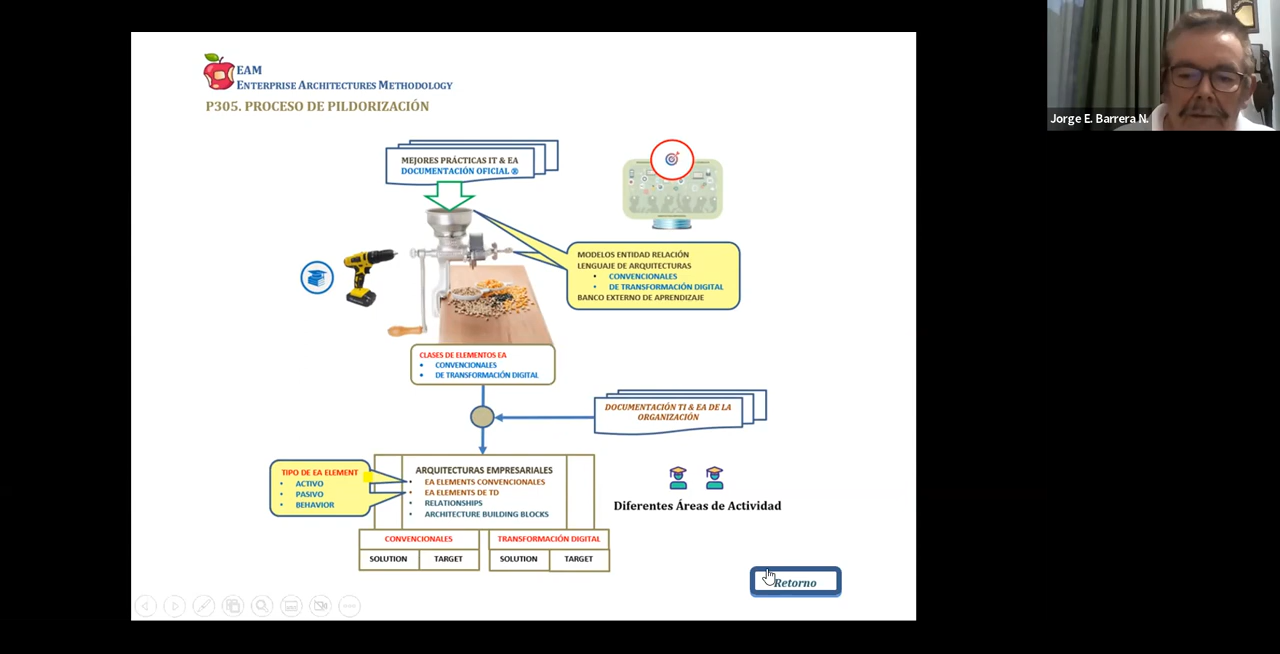 EAM
ENTERPRISE ARCHITECTURES METHODOLOGY
P305. PROCESO DE PILDORIZACIÓN
Jorge E. Barrera N.
MEJORES PRÁCTICAS IT & EA
DOCUMENTACIÓN OFICIAL ®
MODELOS ENTIDAD RELACIÓN
LENGUAJE DE ARQUITECTURAS
• CONVENCIONALES
• DE TRANSFORMACIÓN DIGITAL
BANCO EXTERNO DE APRENDIZAJE
CLASES DE ELEMENTOS EA
• CONVENCIONALES
• DE TRANSFORMACIÓN DIGITAL
DOCUMENTACIÓN TI & EA DE LA
ORGANIZACIÓN
TIPO DE EA ELEMENT
• ACTIVO
• PASIVO
• BEHAVIOR
ARQUITECTURAS EMPRESARIALES
• EA ELEMENTS CONVENCIONALES
• EA ELEMENTS DE TD
• RELATIONSHIPS
• ARCHITECTURE BUILDING BLOCKS
Diferentes Áreas de Actividad
CONVENCIONALES
TRANSFORMACIÓN DIGITAL
SOLUTION
TARGET
SOLUTION
TARGET
Retorno